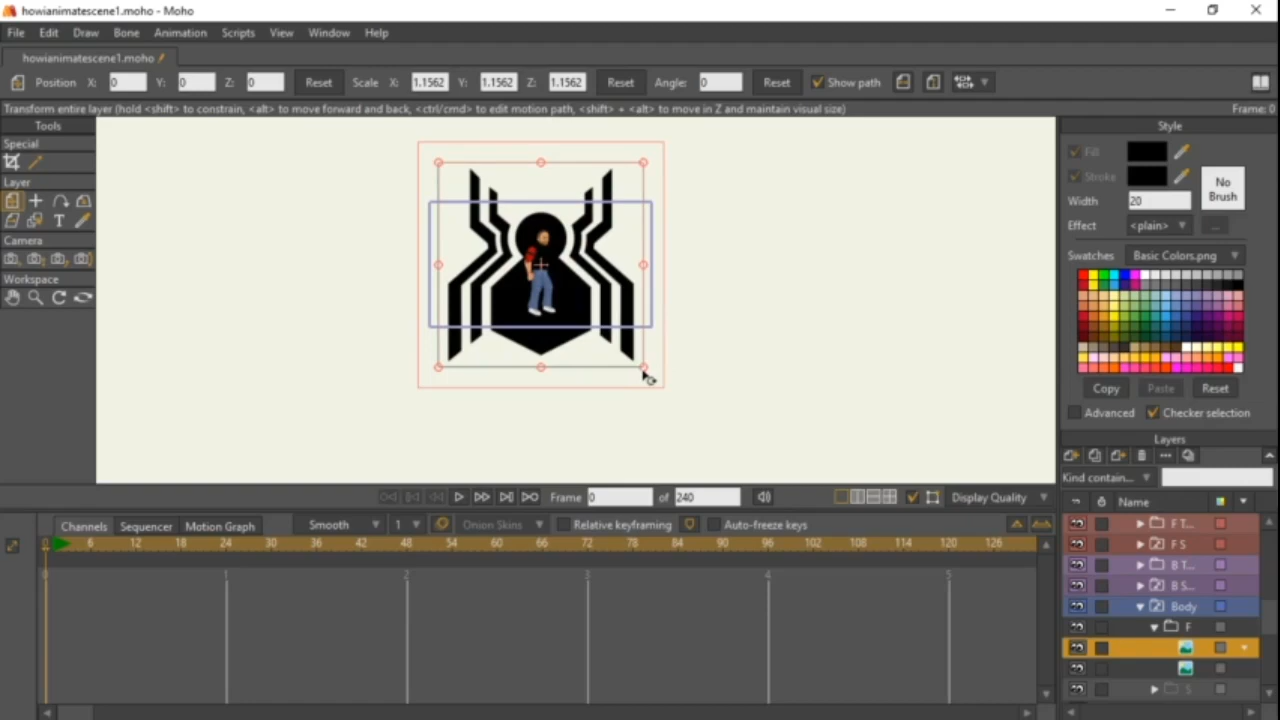 howianimatescene1.moho - Moho
File Edit Draw Bone Animation Scripts View Window Help
howianimatescene1.moho
Position X: 0 Y: 0 Z: 0 Reset Scale X: 1.1562 Y: 1.1562 Z: 1.1562 Reset Angle: 0 Reset Show path
Transform entire layer (hold <shift> to constrain, <alt> to move forward and back, <ctrl/cmd> to edit motion path, <shift> + <alt> to move in Z and maintain visual size) Frame: 0
Tools
Special
Layer
T
Camera
Workspace
Style
Fill
Stroke
No Brush
Width 20
Effect <plain> ...
Swatches Basic Colors.png
Copy Paste Reset
Advanced Checker selection
Layers
Kind contain...
Name
F T...
F S
B T...
B S...
Body
F
S
Frame 0 of 240 Display Quality
Channels Sequencer Motion Graph Smooth 1 Onion Skins Relative keyframing Auto-freeze keys
0 6 12 18 24 30 36 42 48 54 60 66 72 78 84 90 96 102 108 114 120 126
0 1 2 3 4 5